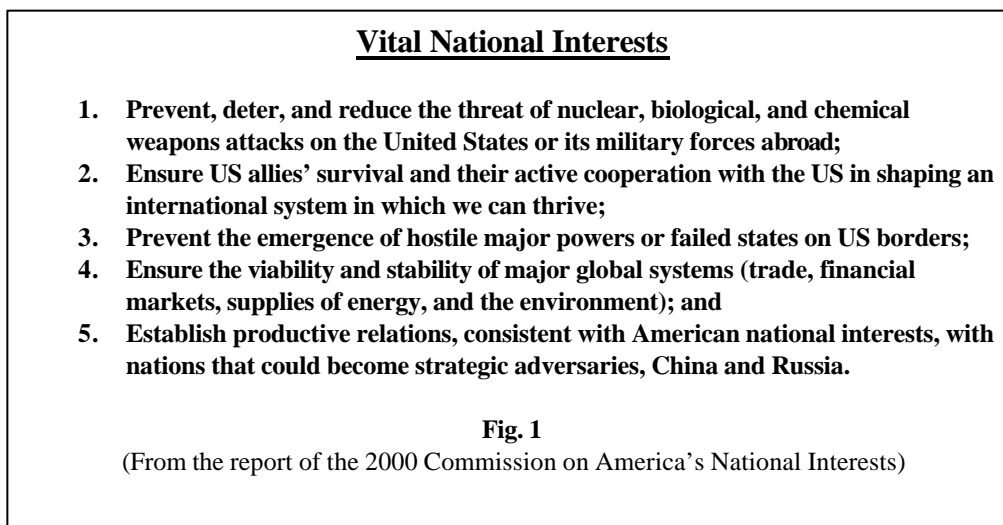 Vital National Interests
1. Prevent, deter, and reduce the threat of nuclear, biological, and chemical
weapons attacks on the United States or its military forces abroad;
2. Ensure US allies’ survival and their active cooperation with the US in shaping an
international system in which we can thrive;
3. Prevent the emergence of hostile major powers or failed states on US borders;
4. Ensure the viability and stability of major global systems (trade, financial
markets, supplies of energy, and the environment); and
5. Establish productive relations, consistent with American national interests, with
nations that could become strategic adversaries, China and Russia.
Fig. 1
(From the report of the 2000 Commission on America’s National Interests)